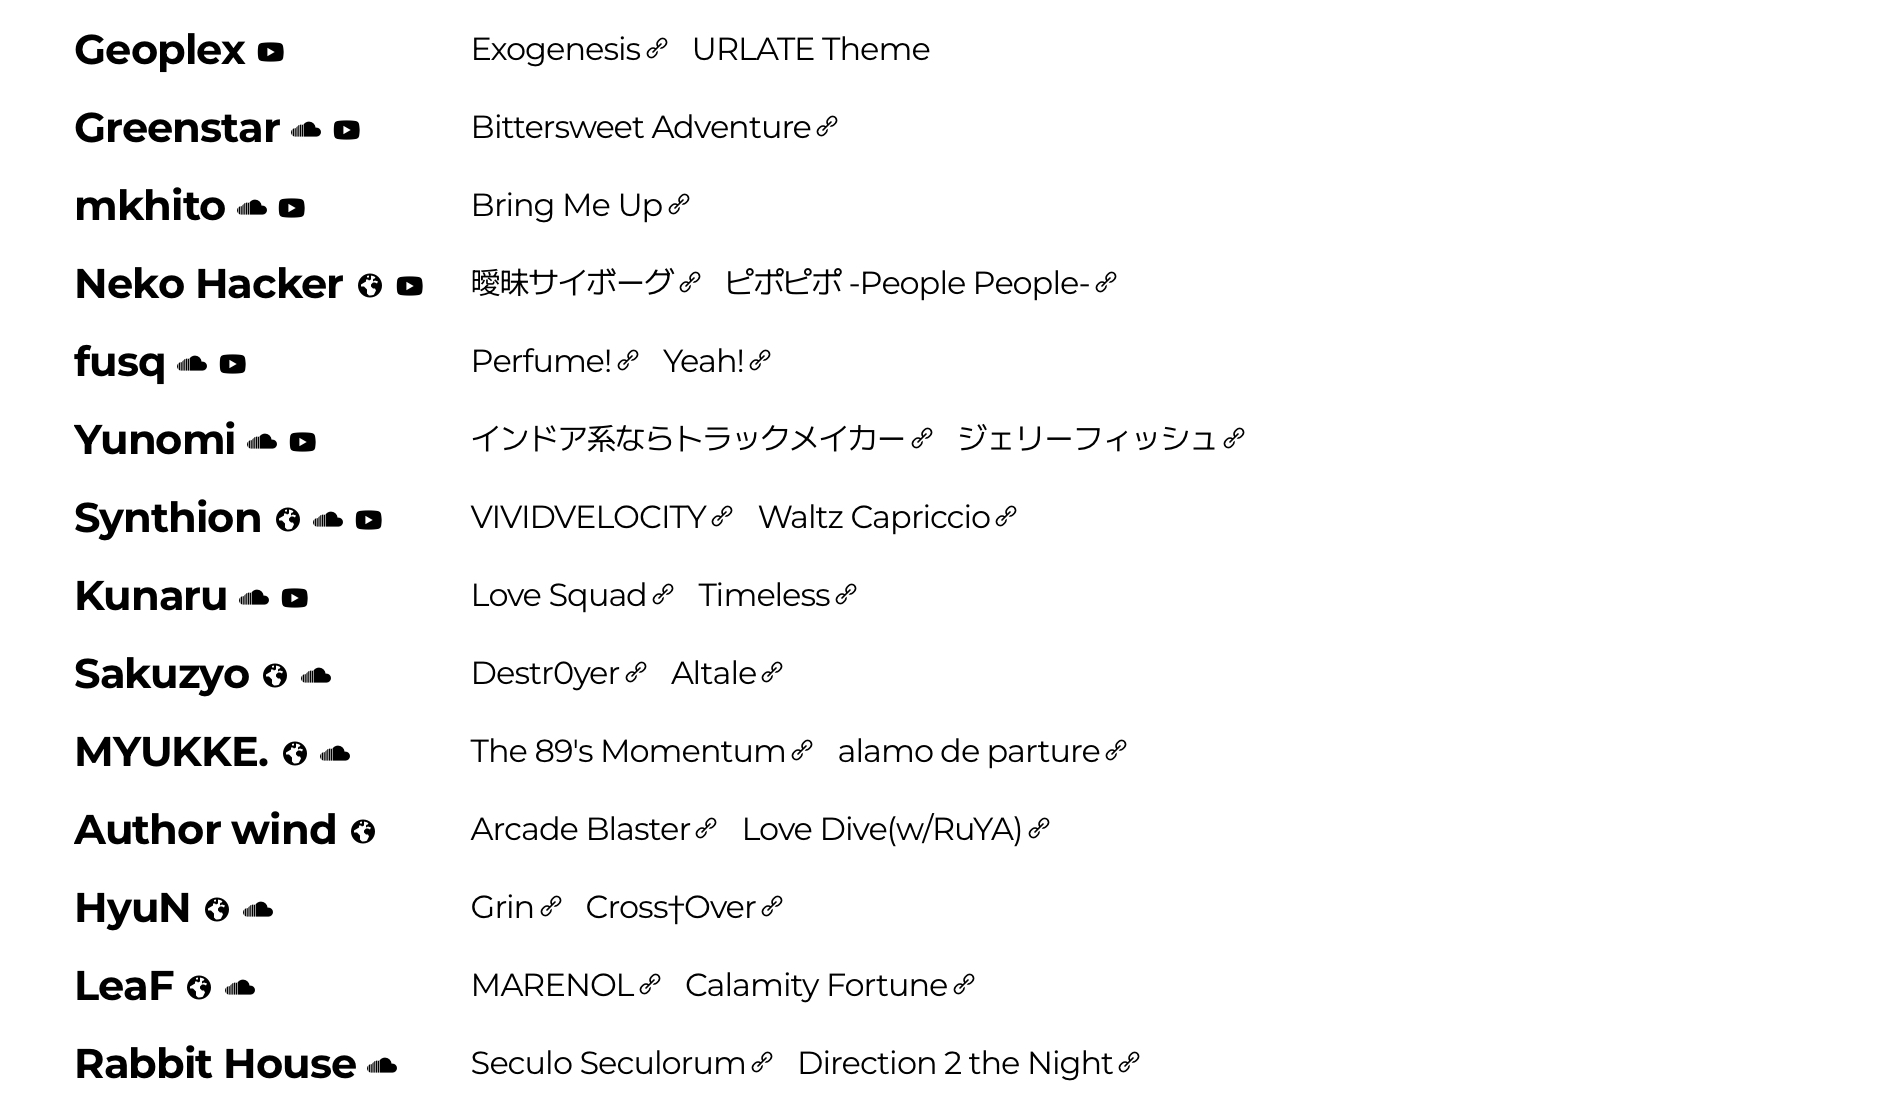 Geoplex Exogenesis URLATE Theme
Greenstar Bittersweet Adventure
mkhito Bring Me Up
Neko Hacker 曖昧サイボーグ ピポピポ -People People-
fusq Perfume! Yeah!
Yunomi インドア系ならトラックメイカー ジェリーフィッシュ
Synthion VIVIDVELOCITY Waltz Capriccio
Kunaru Love Squad Timeless
Sakuzyo Destr0yer Altale
MYUKKE. The 89's Momentum alamo de parture
Author wind Arcade Blaster Love Dive(w/RuYA)
HyuN Grin Cross†Over
LeaF MARENOL Calamity Fortune
Rabbit House Seculo Seculorum Direction 2 the Night